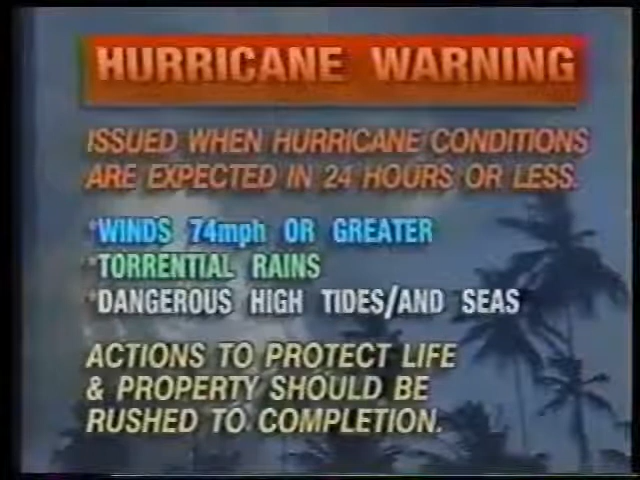 HURRICANE WARNING
ISSUED WHEN HURRICANE CONDITIONS
ARE EXPECTED IN 24 HOURS OR LESS.
*WINDS 74mph OR GREATER
*TORRENTIAL RAINS
*DANGEROUS HIGH TIDES/AND SEAS
ACTIONS TO PROTECT LIFE
& PROPERTY SHOULD BE
RUSHED TO COMPLETION.